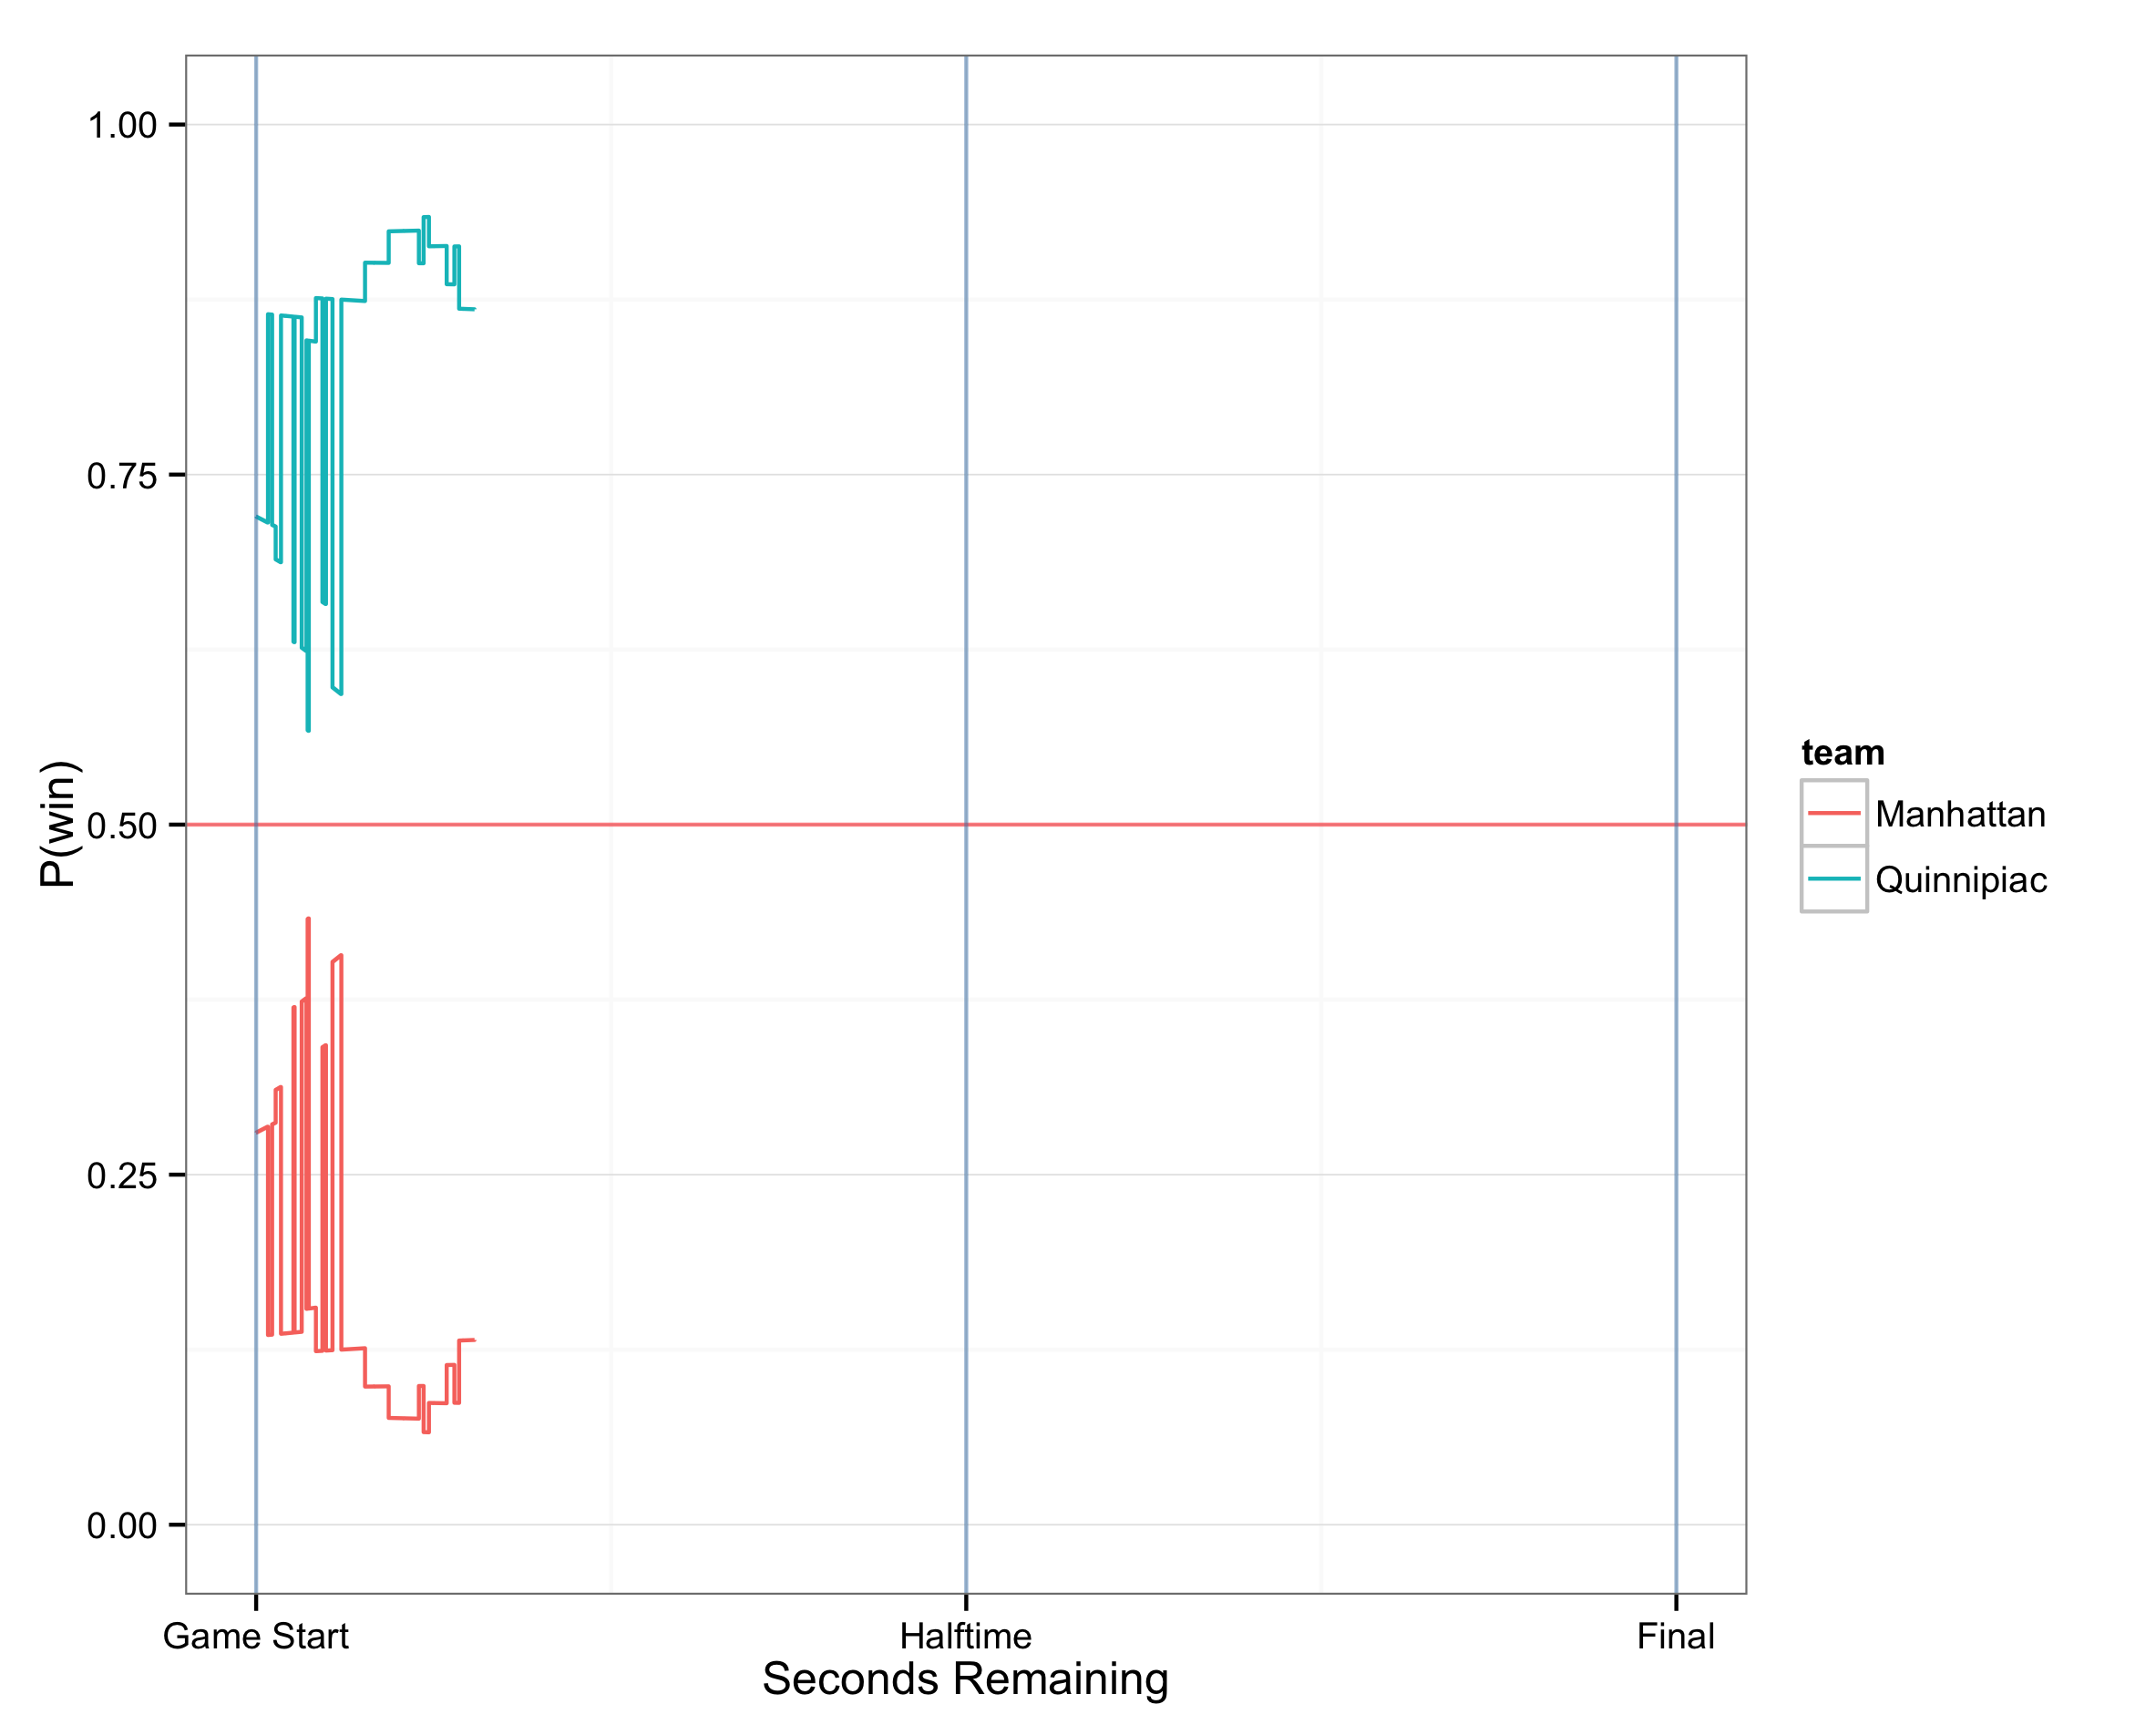 1.00
0.75
0.50
0.25
0.00
P(win)
Game Start
Halftime
Final
Seconds Remaining
team
Manhattan
Quinnipiac